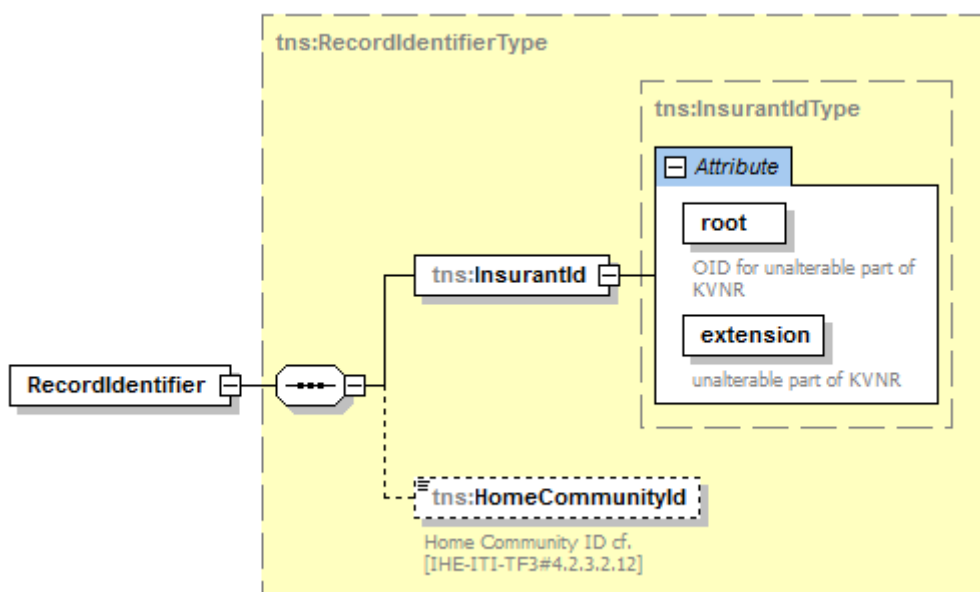 tns:RecordIdentifierType
tns:InsurantIdType
Attribute
root
OID for unalterable part of
KVNR
tns:InsurantId
extension
unalterable part of KVNR
RecordIdentifier
tns:HomeCommunityId
Home Community ID cf.
[IHE-ITI-TF3#4.2.3.2.12]